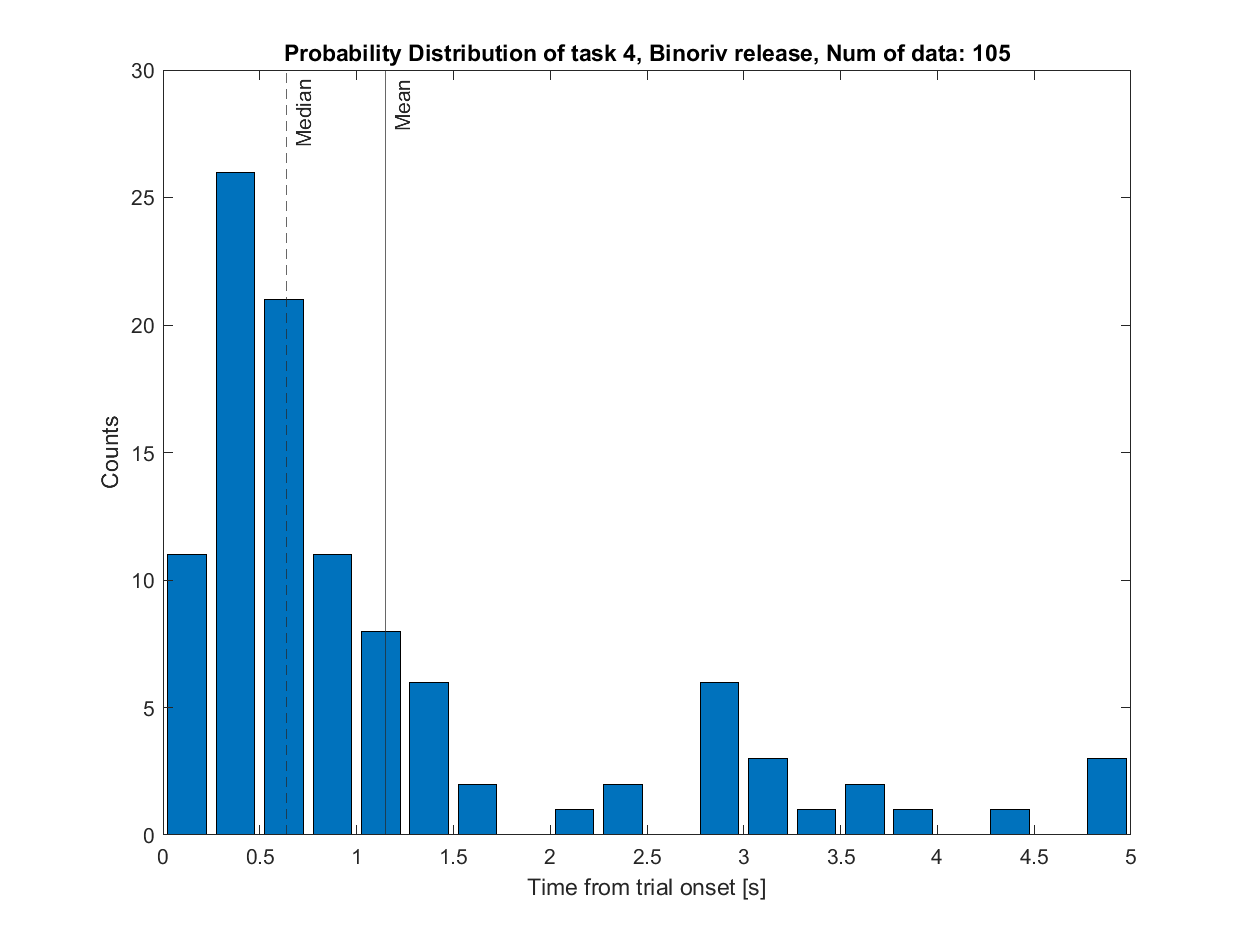 Probability Distribution of task 4, Binoriv release, Num of data: 105
30
25
20
15
10
5
0
Counts
Median
Mean
0 0.5 1 1.5 2 2.5 3 3.5 4 4.5 5
Time from trial onset [s]